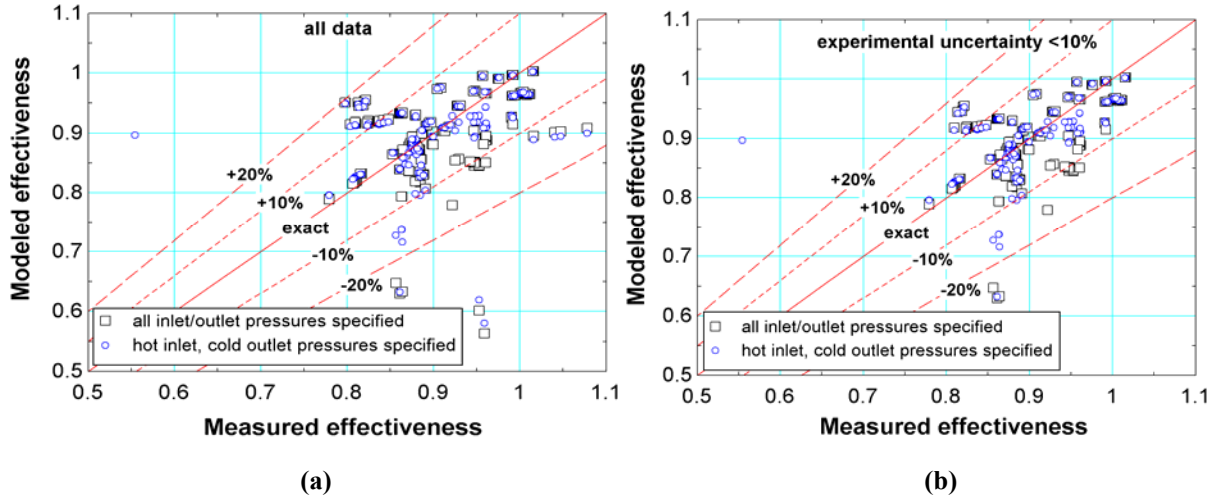 1.1
1
0.9
0.8
0.7
0.6
0.5
Modeled effectiveness
all data
+20%
+10%
exact
-10%
-20%
all inlet/outlet pressures specified
hot inlet, cold outlet pressures specified
0.5 0.6 0.7 0.8 0.9 1 1.1
Measured effectiveness
(a)
1.1
1
0.9
0.8
0.7
0.6
0.5
Modeled effectiveness
experimental uncertainty <10%
+20%
+10%
exact
-10%
-20%
all inlet/outlet pressures specified
hot inlet, cold outlet pressures specified
0.5 0.6 0.7 0.8 0.9 1 1.1
Measured effectiveness
(b)